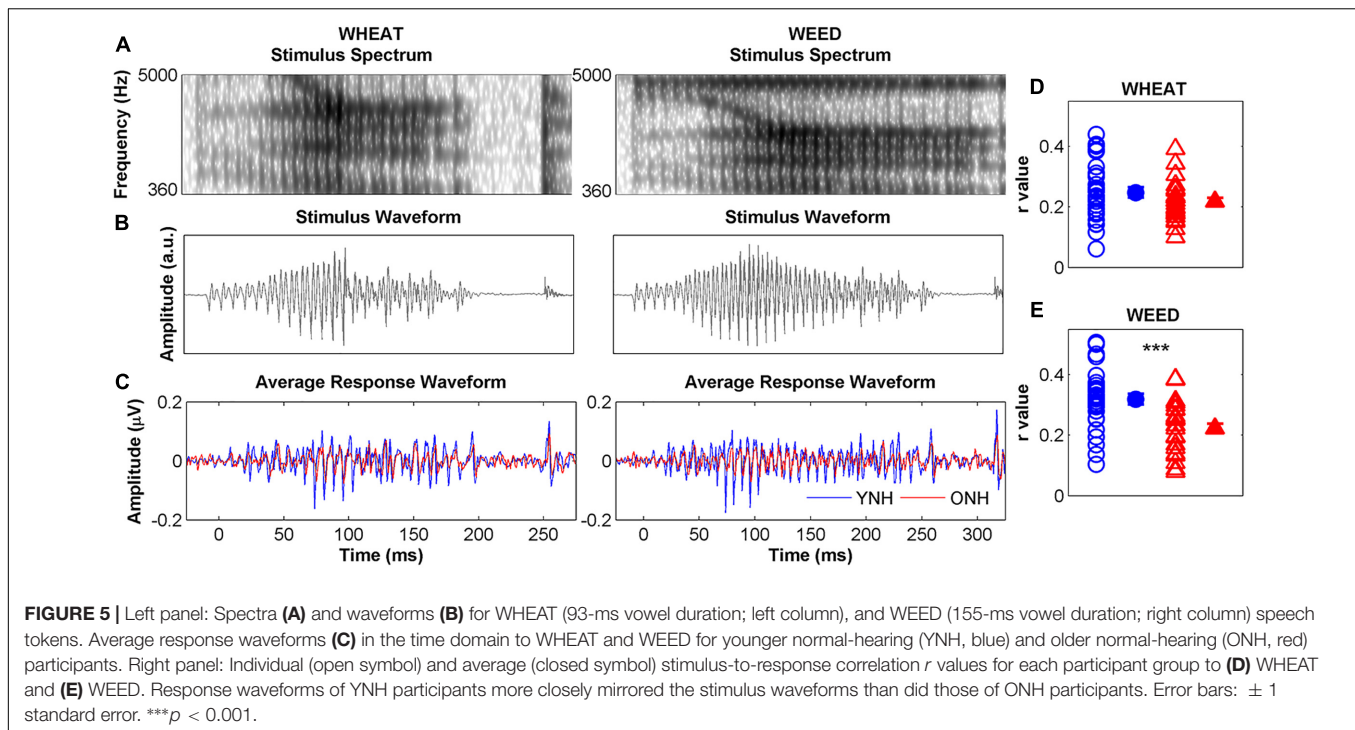 A
WHEAT
Stimulus Spectrum
5000
Frequency (Hz)
360
WEED
Stimulus Spectrum
5000
360
B
Stimulus Waveform
Amplitude (a.u.)
Stimulus Waveform
C
Average Response Waveform
Amplitude (μV)
0.2
0
-0.2
0 50 100 150 200 250
Time (ms)
Average Response Waveform
0.2
0
-0.2
YNH ONH
0 50 100 150 200 250 300
Time (ms)
D
WHEAT
r value
0.4
0.2
0
E
WEED
***
r value
0.4
0.2
0
FIGURE 5 | Left panel: Spectra (A) and waveforms (B) for WHEAT (93-ms vowel duration; left column), and WEED (155-ms vowel duration; right column) speech
tokens. Average response waveforms (C) in the time domain to WHEAT and WEED for younger normal-hearing (YNH, blue) and older normal-hearing (ONH, red)
participants. Right panel: Individual (open symbol) and average (closed symbol) stimulus-to-response correlation r values for each participant group to (D) WHEAT
and (E) WEED. Response waveforms of YNH participants more closely mirrored the stimulus waveforms than did those of ONH participants. Error bars: ± 1
standard error. ***p < 0.001.